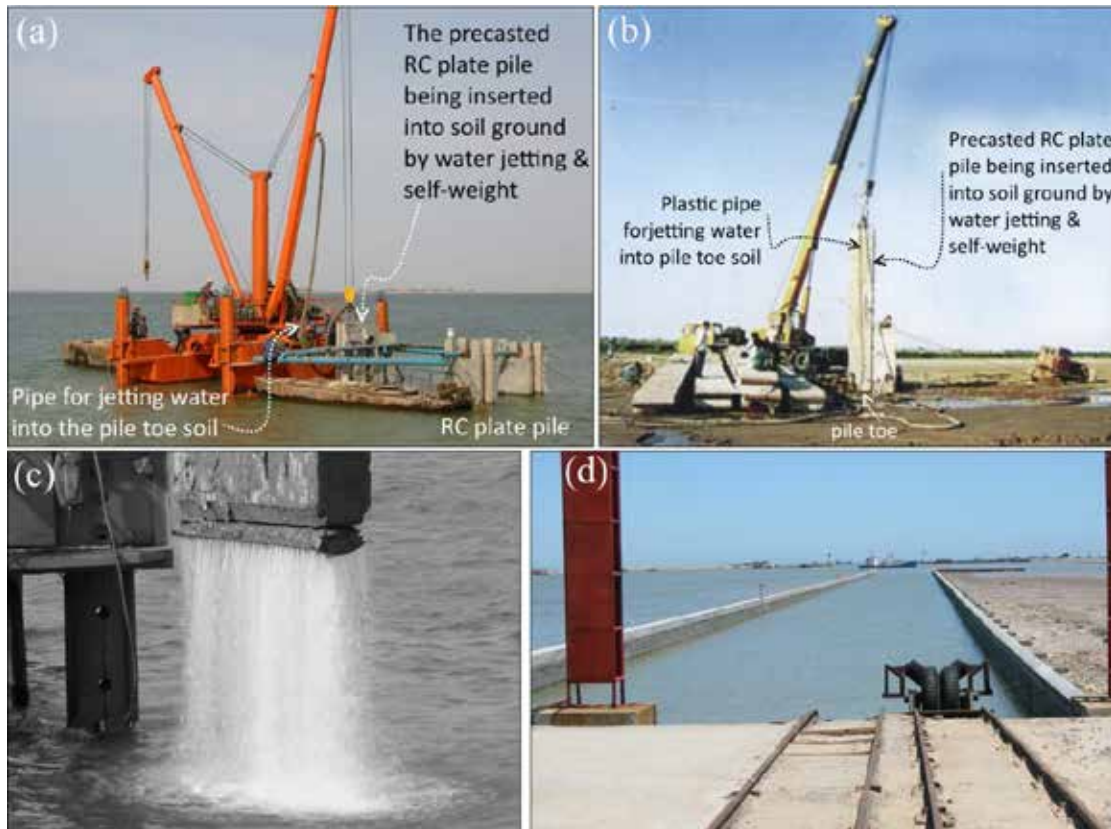 (a)
The precasted
RC plate pile
being inserted
into soil ground
by water jetting &
self-weight
Pipe for jetting water
into the pile toe soil
RC plate pile
(b)
Precasted RC plate
pile being inserted
into soil ground by
water jetting &
self-weight
Plastic pipe
forjetting water
into pile toe soil
pile toe
(c)
(d)